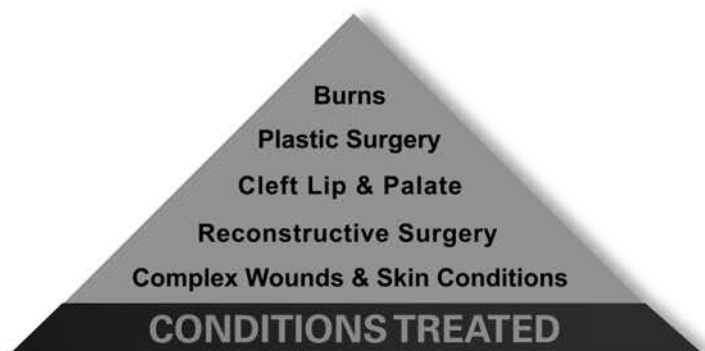 Burns
Plastic Surgery
Cleft Lip & Palate
Reconstructive Surgery
Complex Wounds & Skin Conditions
CONDITIONS TREATED